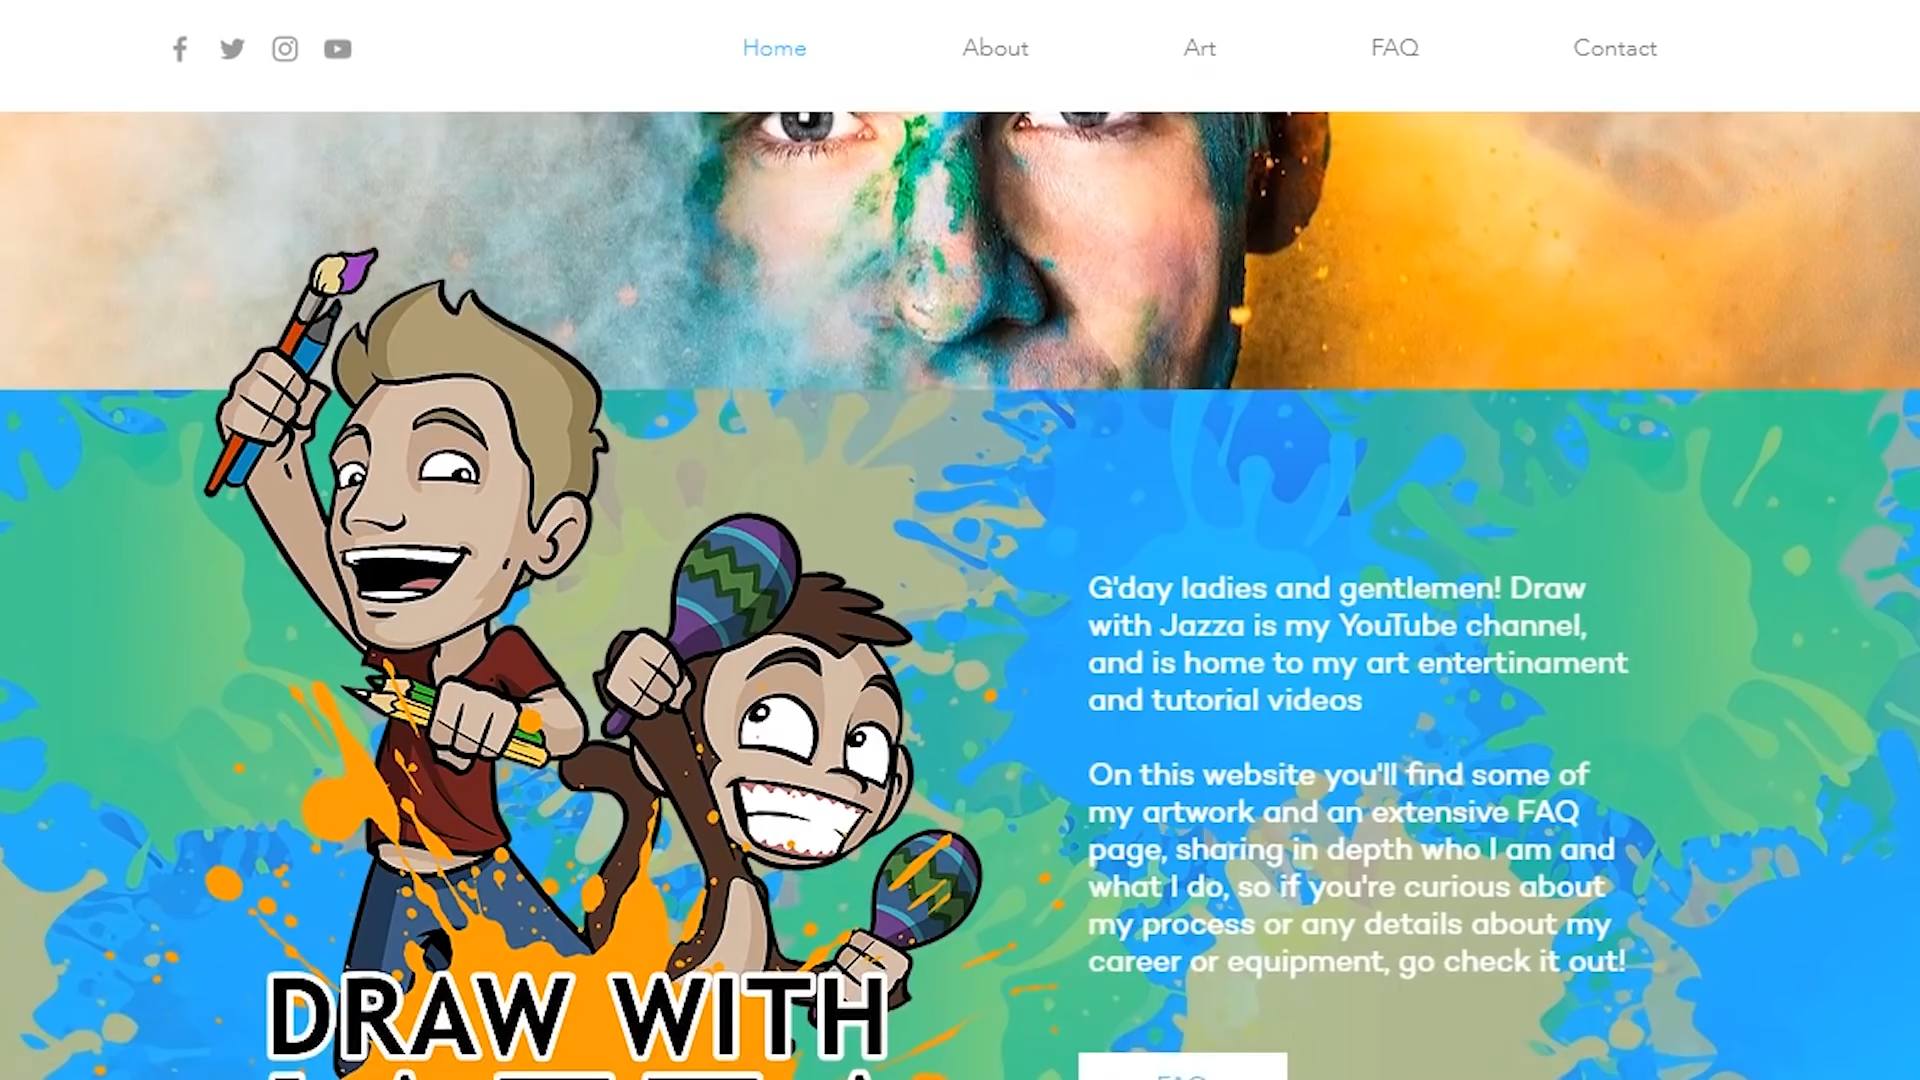 Home About Art FAQ Contact
G'day ladies and gentlemen! Draw
with Jazza is my YouTube channel,
and is home to my art entertinament
and tutorial videos
On this website you'll find some of
my artwork and an extensive FAQ
page, sharing in depth who I am and
what I do, so if you're curious about
my process or any details about my
career or equipment, go check it out!
DRAW WITH
FAQ